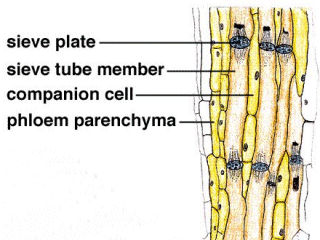 sieve plate
sieve tube member
companion cell
phloem parenchyma